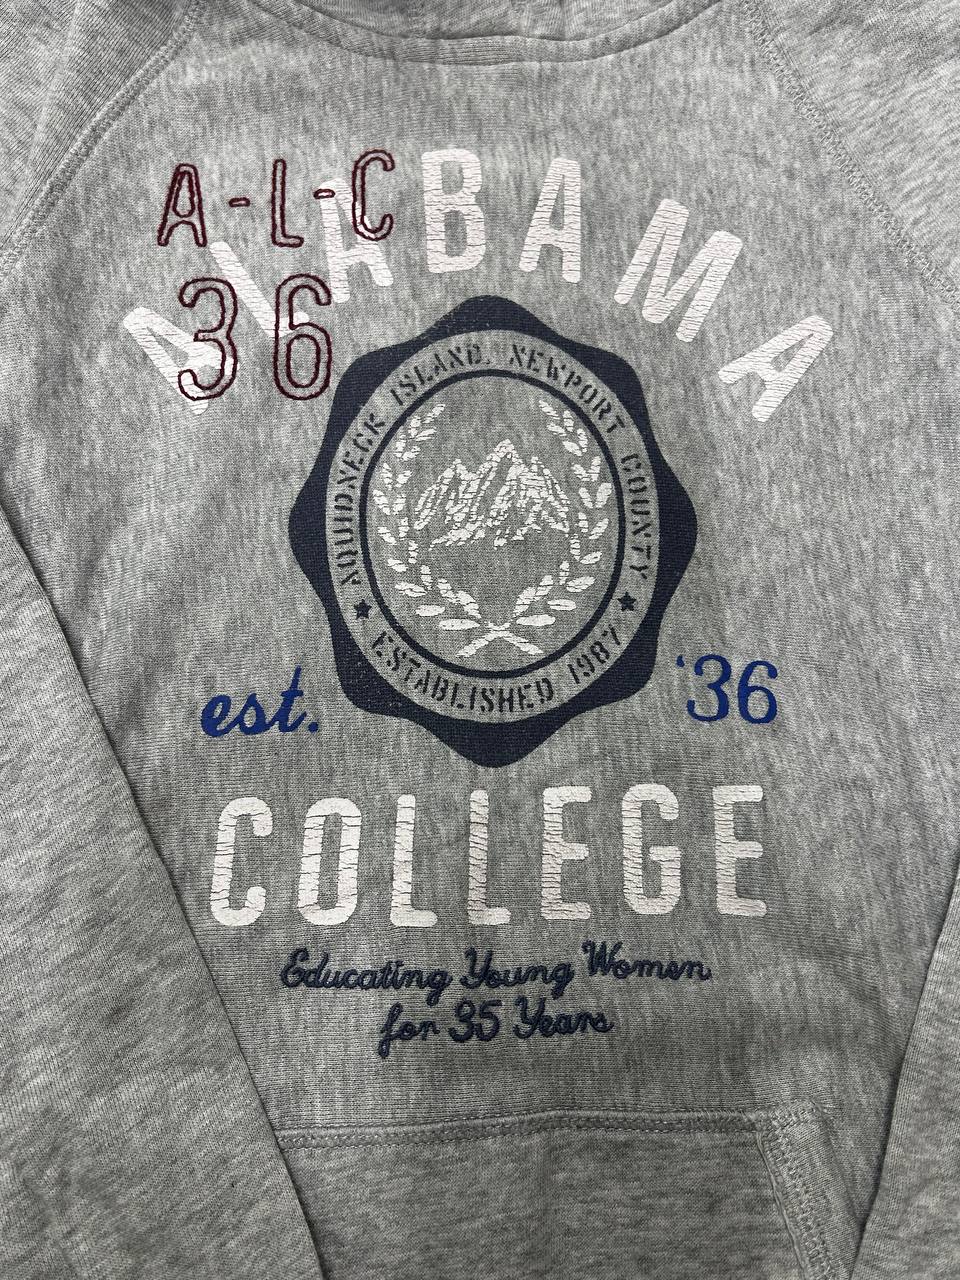 A-L-C
36
ALABAMA
AQUIDNECK ISLAND, NEWPORT COUNTY
★ ESTABLISHED 1987 ★
est. '36
COLLEGE
Educating Young Women
for 35 Years